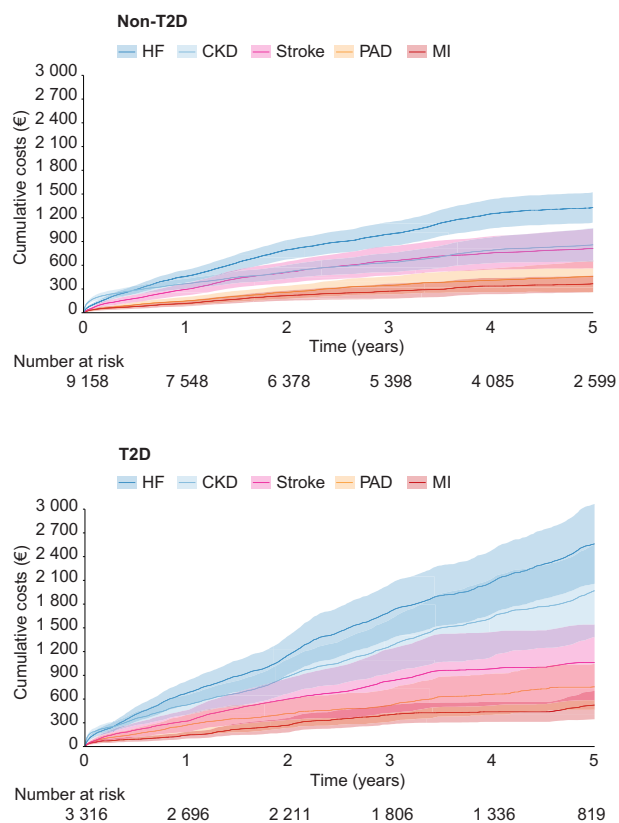 Non-T2D
HF CKD Stroke PAD MI
Cumulative costs (€)
3 000
2 700
2 400
2 100
1 800
1 500
1 200
900
600
300
0
0 1 2 3 4 5
Time (years)
Number at risk
9 158 7 548 6 378 5 398 4 085 2 599
T2D
HF CKD Stroke PAD MI
Cumulative costs (€)
3 000
2 700
2 400
2 100
1 800
1 500
1 200
900
600
300
0
0 1 2 3 4 5
Time (years)
Number at risk
3 316 2 696 2 211 1 806 1 336 819